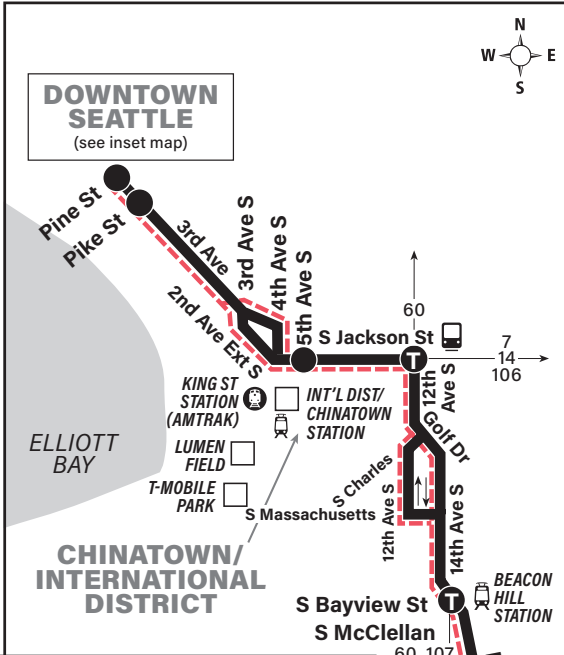 N
W E
S
DOWNTOWN
SEATTLE
(see inset map)
Pine St
Pike St
3rd Ave
3rd Ave S
4th Ave S
5th Ave S
2nd Ave Ext S
60
S Jackson St
T
7
14
106
12th
Ave S
KING ST
STATION
(AMTRAK)
INT'L DIST/
CHINATOWN
STATION
Golf Dr
ELLIOTT
BAY
LUMEN
FIELD
T-MOBILE
PARK
S Charles
S Massachusetts
12th Ave S
14th Ave S
CHINATOWN/
INTERNATIONAL
DISTRICT
BEACON
HILL
STATION
S Bayview St
T
S McClellan
60 107